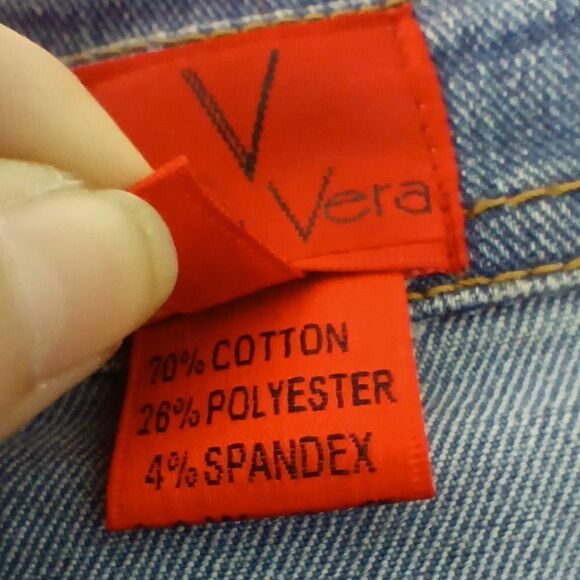 V
Vera
70% COTTON
26% POLYESTER
4% SPANDEX